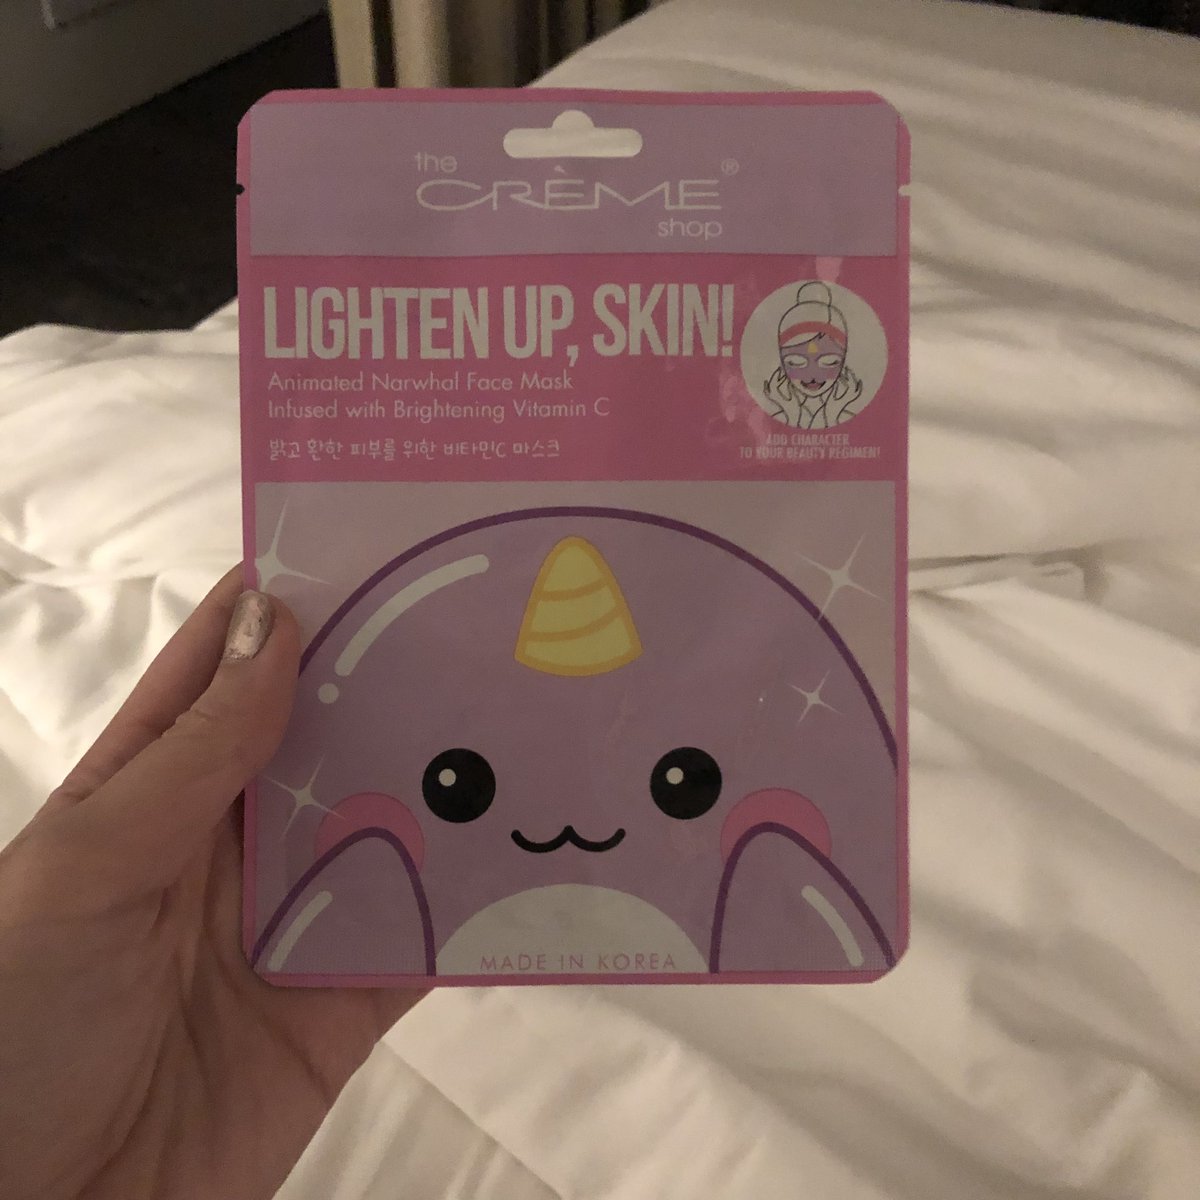 the
CRÈME®
shop
LIGHTEN UP, SKIN!
Animated Narwhal Face Mask
Infused with Brightening Vitamin C
밝고 환한 피부를 위한 비타민C 마스크
ADD CHARACTER
TO YOUR BEAUTY REGIMEN!
MADE IN KOREA